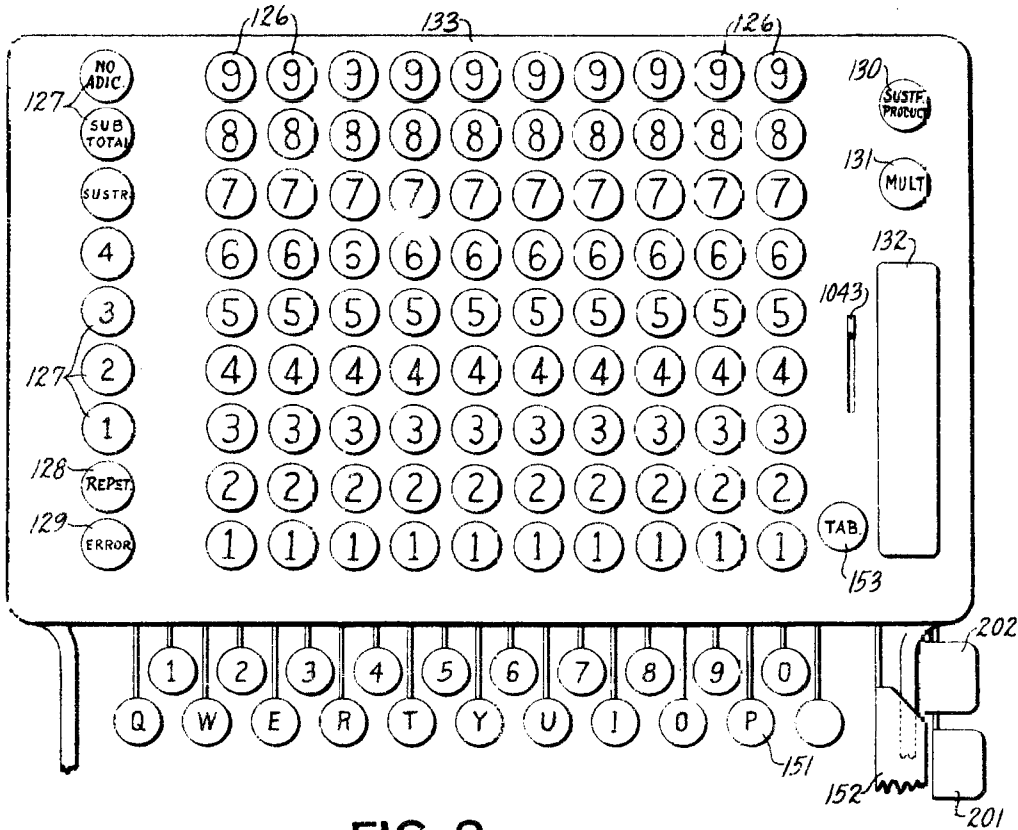 126 133 126
NO ADIC. 9 9 9 9 9 9 9 9 9 9 130
127 SUSTR. PRODUCT
SUB TOTAL 8 8 8 8 8 8 8 8 8 8 131
SUSTR. 7 7 7 7 7 7 7 7 7 7 MULT
4 6 6 6 6 6 6 6 6 6 6 132
3 5 5 5 5 5 5 5 5 5 5 1043
127 2 4 4 4 4 4 4 4 4 4 4
1 3 3 3 3 3 3 3 3 3 3
128 REPET. 2 2 2 2 2 2 2 2 2 2
129 ERROR 1 1 1 1 1 1 1 1 1 1 TAB.
153
1 2 3 4 5 6 7 8 9 0 202
Q W E R T Y U I O P
151 152 201